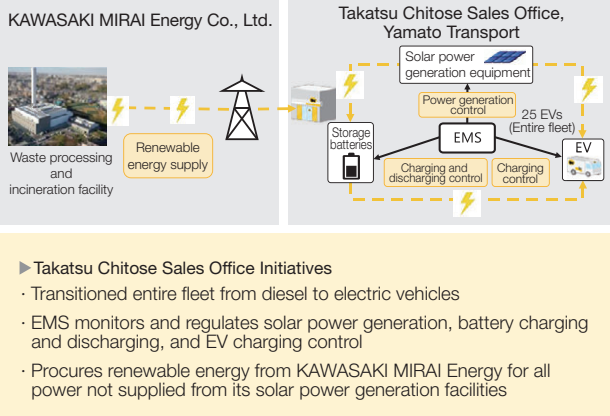 KAWASAKI MIRAI Energy Co., Ltd.
Waste processing
and
incineration facility
Renewable
energy supply
Takatsu Chitose Sales Office,
Yamato Transport
Solar power
generation equipment
Power generation
control
25 EVs
(Entire fleet)
Storage
batteries
EMS
EV
Charging and
discharging control
Charging
control
▶Takatsu Chitose Sales Office Initiatives
· Transitioned entire fleet from diesel to electric vehicles
· EMS monitors and regulates solar power generation, battery charging
and discharging, and EV charging control
· Procures renewable energy from KAWASAKI MIRAI Energy for all
power not supplied from its solar power generation facilities